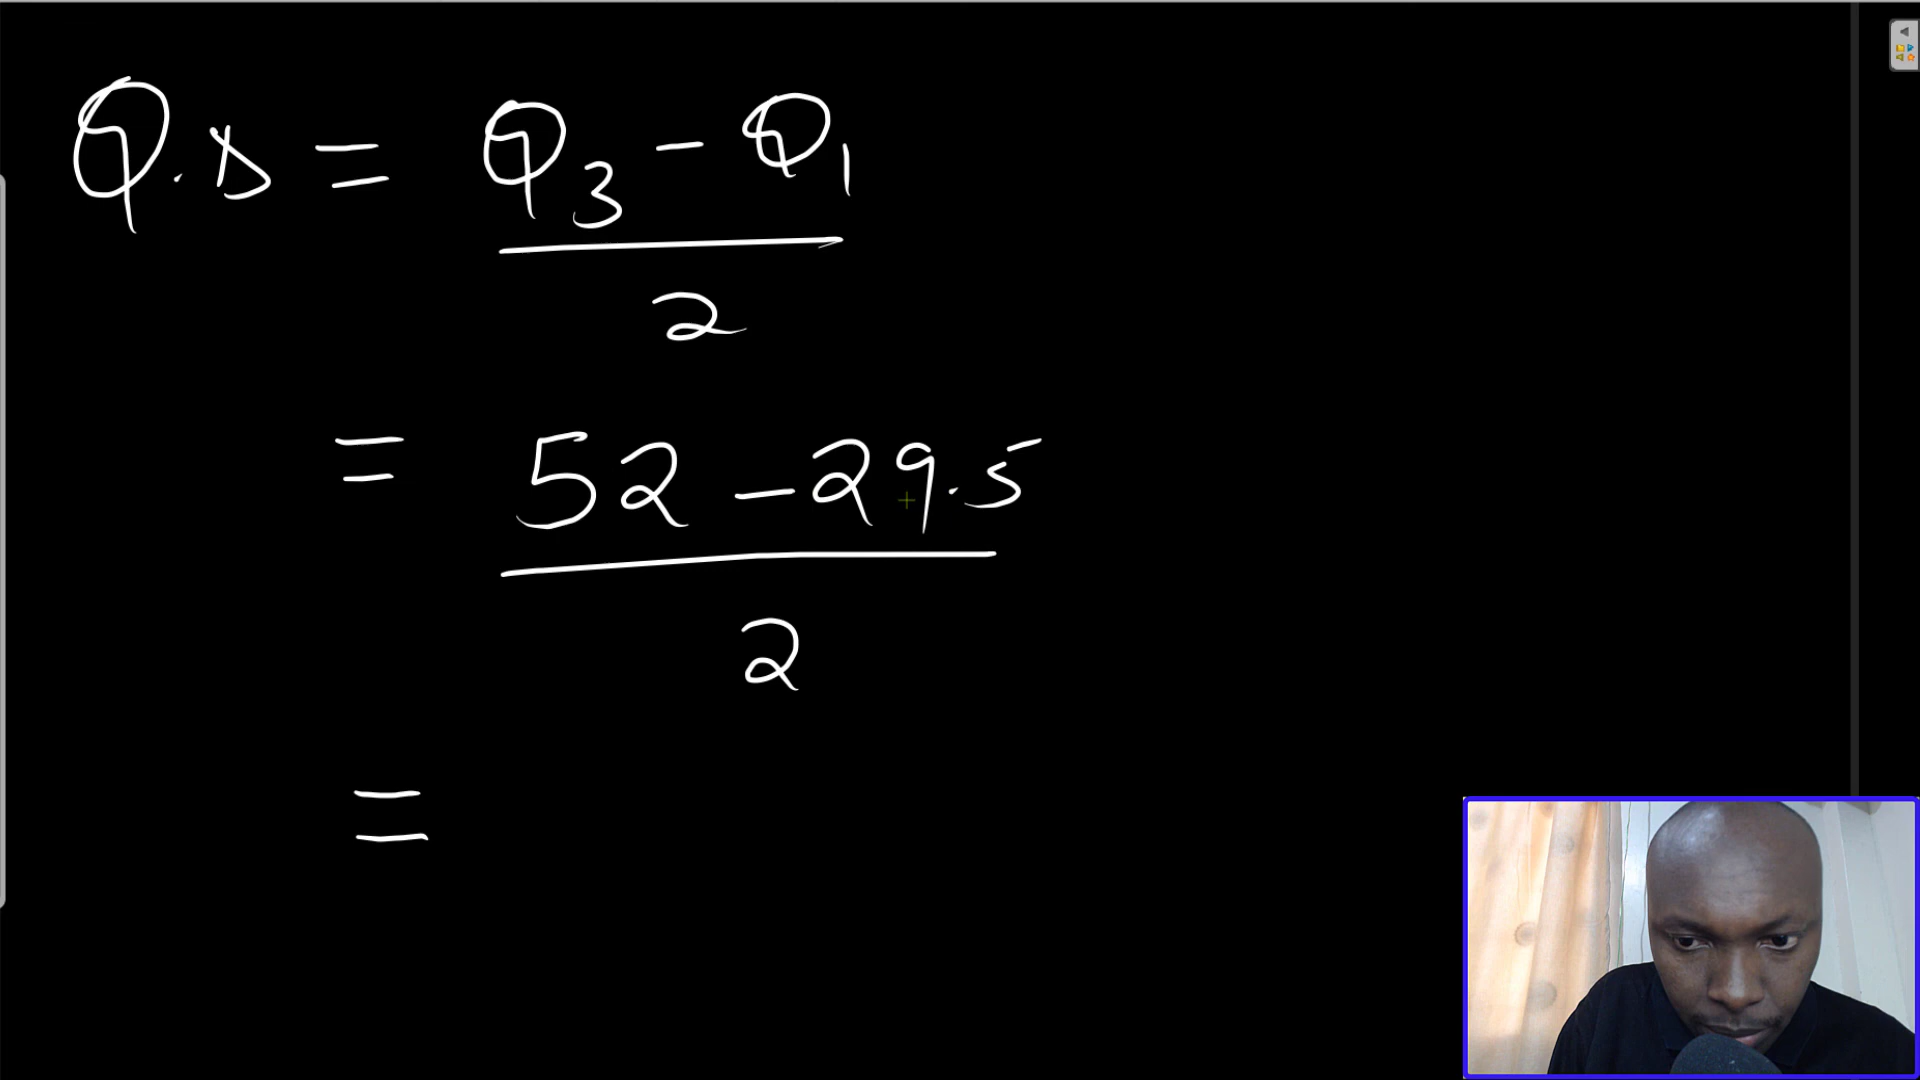 Q.D = Q₃ - Q₁
2
= 52 - 29.5
2
=